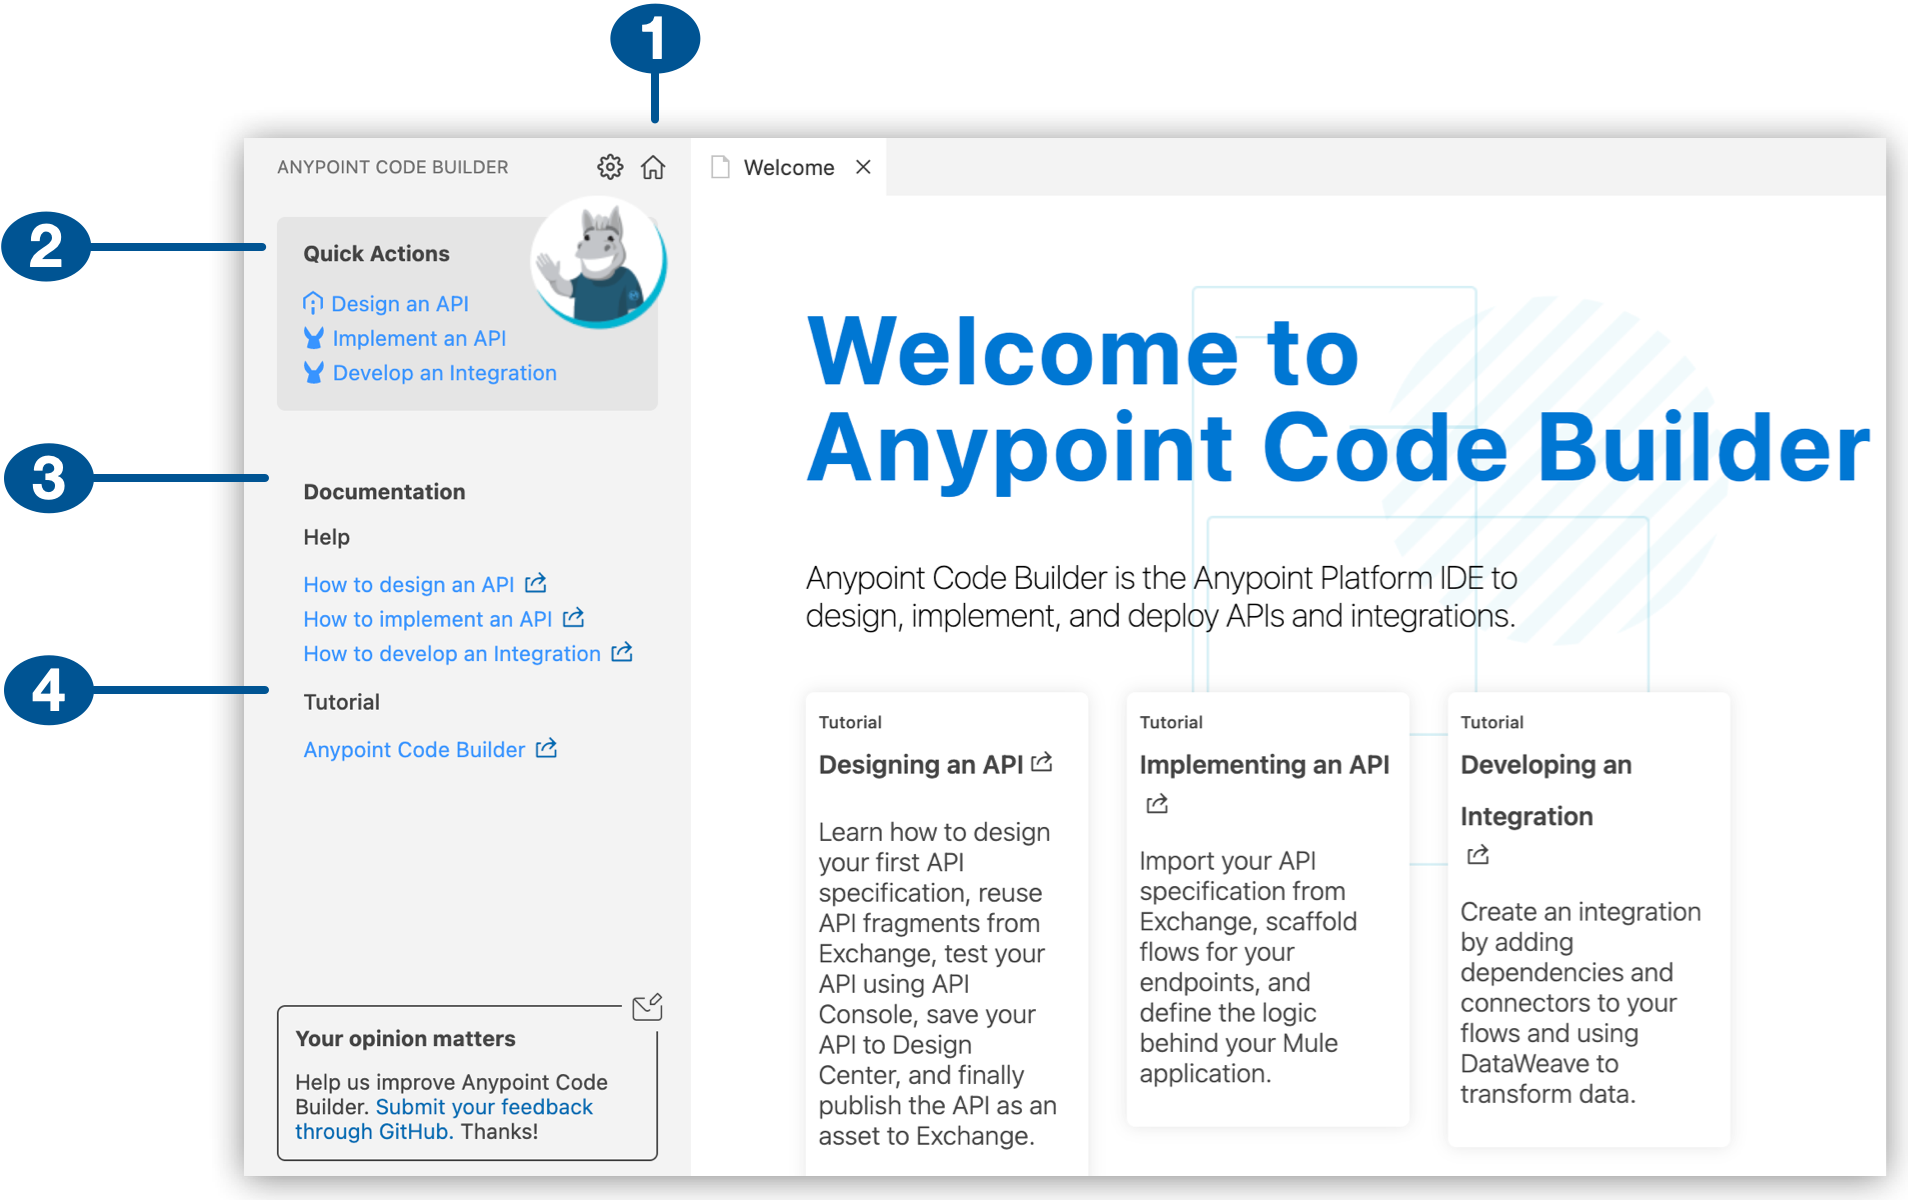 1
ANYPOINT CODE BUILDER
Welcome
2
Quick Actions
Design an API
Implement an API
Develop an Integration
3
Documentation
Help
How to design an API
How to implement an API
How to develop an Integration
4
Tutorial
Anypoint Code Builder
Your opinion matters
Help us improve Anypoint Code
Builder. Submit your feedback
through GitHub. Thanks!
Welcome to
Anypoint Code Builder
Anypoint Code Builder is the Anypoint Platform IDE to
design, implement, and deploy APIs and integrations.
Tutorial
Designing an API
Learn how to design
your first API
specification, reuse
API fragments from
Exchange, test your
API using API
Console, save your
API to Design
Center, and finally
publish the API as an
asset to Exchange.
Tutorial
Implementing an API
Import your API
specification from
Exchange, scaffold
flows for your
endpoints, and
define the logic
behind your Mule
application.
Tutorial
Developing an
Integration
Create an integration
by adding
dependencies and
connectors to your
flows and using
DataWeave to
transform data.